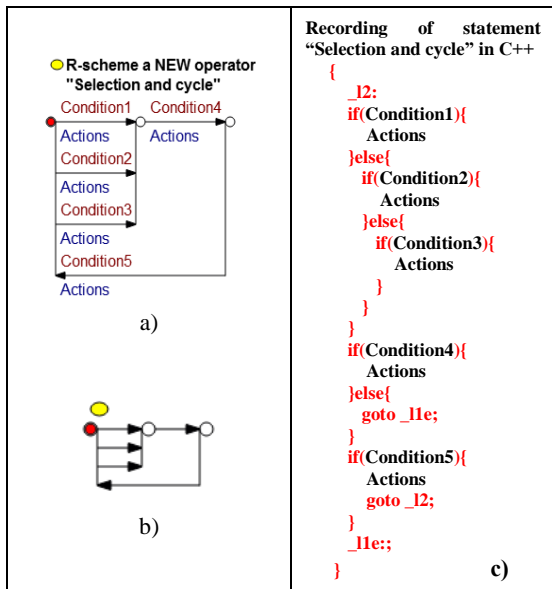 R-scheme a NEW operator
"Selection and cycle"
Condition1 Condition4
Actions Actions
Condition2
Actions
Condition3
Actions
Condition5
Actions
a)
b)
Recording of statement
“Selection and cycle” in C++
{
_l2:
if(Condition1){
Actions
}else{
if(Condition2){
Actions
}else{
if(Condition3){
Actions
}
}
}
if(Condition4){
Actions
}else{
goto _l1e;
}
if(Condition5){
Actions
goto _l2;
}
_l1e:;
} c)